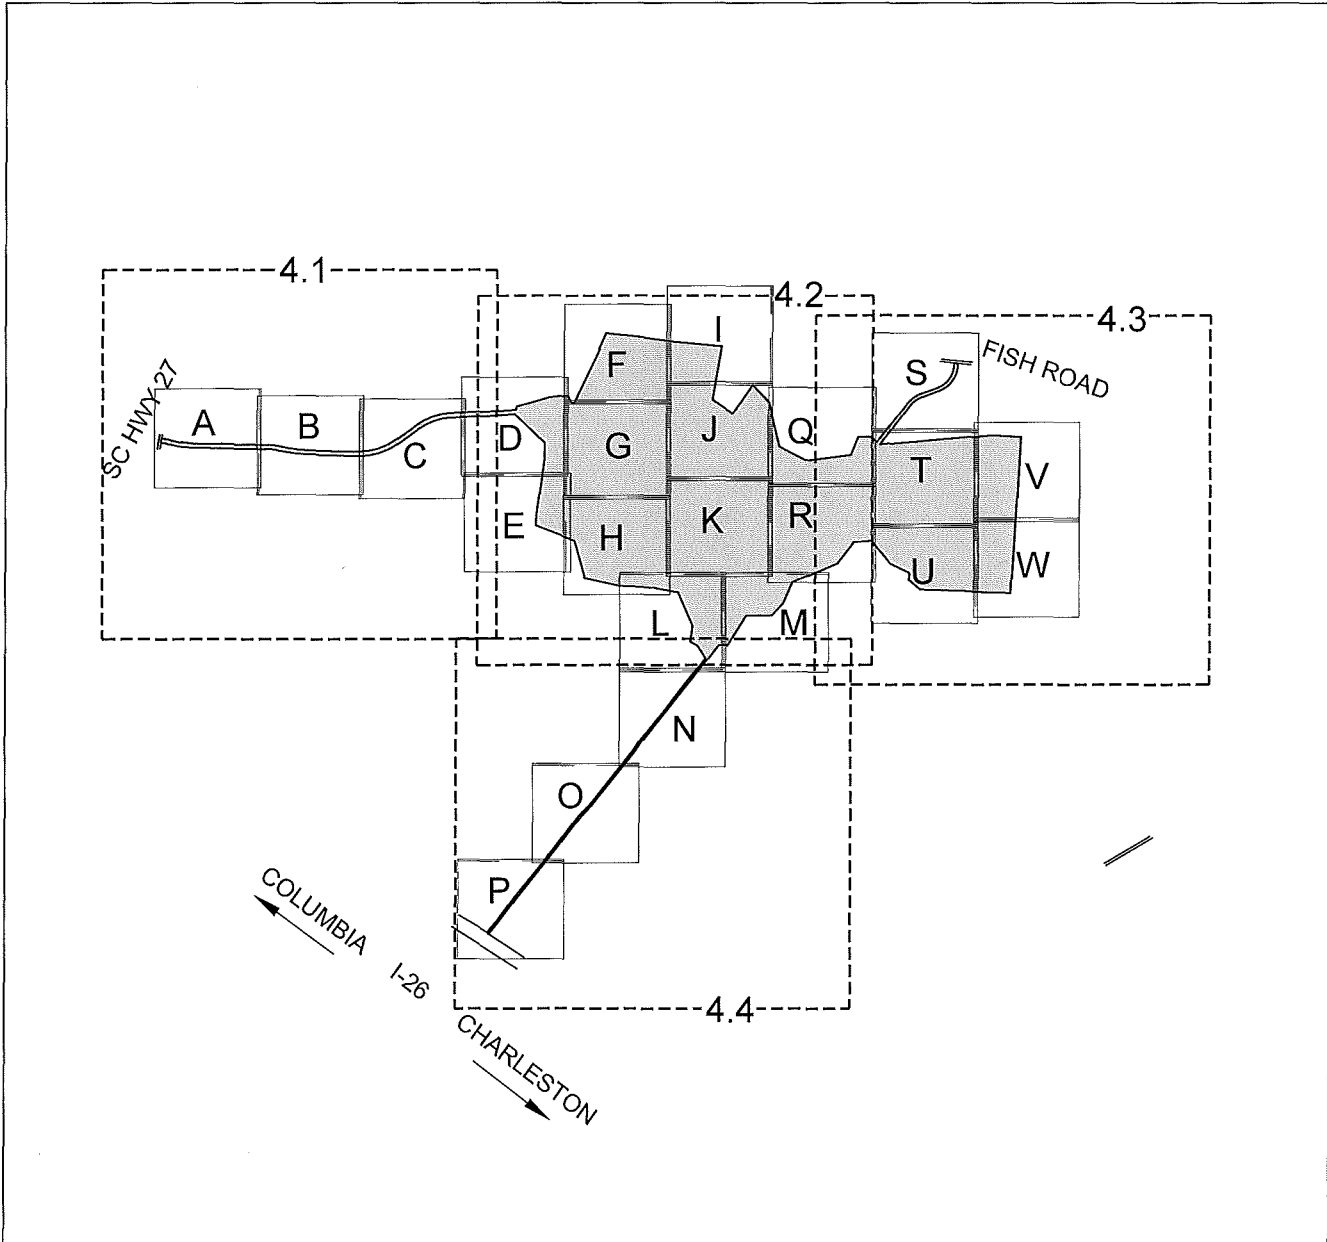 4.1
4.2
4.3
I
SC HWY 27
F
S
FISH ROAD
A
B
C
D
G
J
Q
T
V
E
H
K
R
U
W
L
M
N
O
P
COLUMBIA
I-26
4.4
CHARLESTON